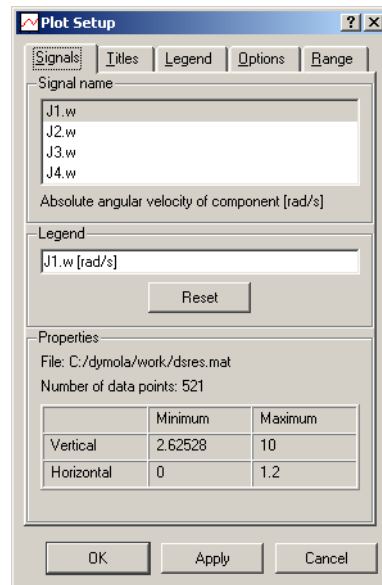 Plot Setup
Signals Titles Legend Options Range
Signal name
J1.w
J2.w
J3.w
J4.w
Absolute angular velocity of component [rad/s]
Legend
J1.w [rad/s]
Reset
Properties
File: C:/dymola/work/dsres.mat
Number of data points: 521
Minimum Maximum
Vertical 2.62528 10
Horizontal 0 1.2
OK Apply Cancel